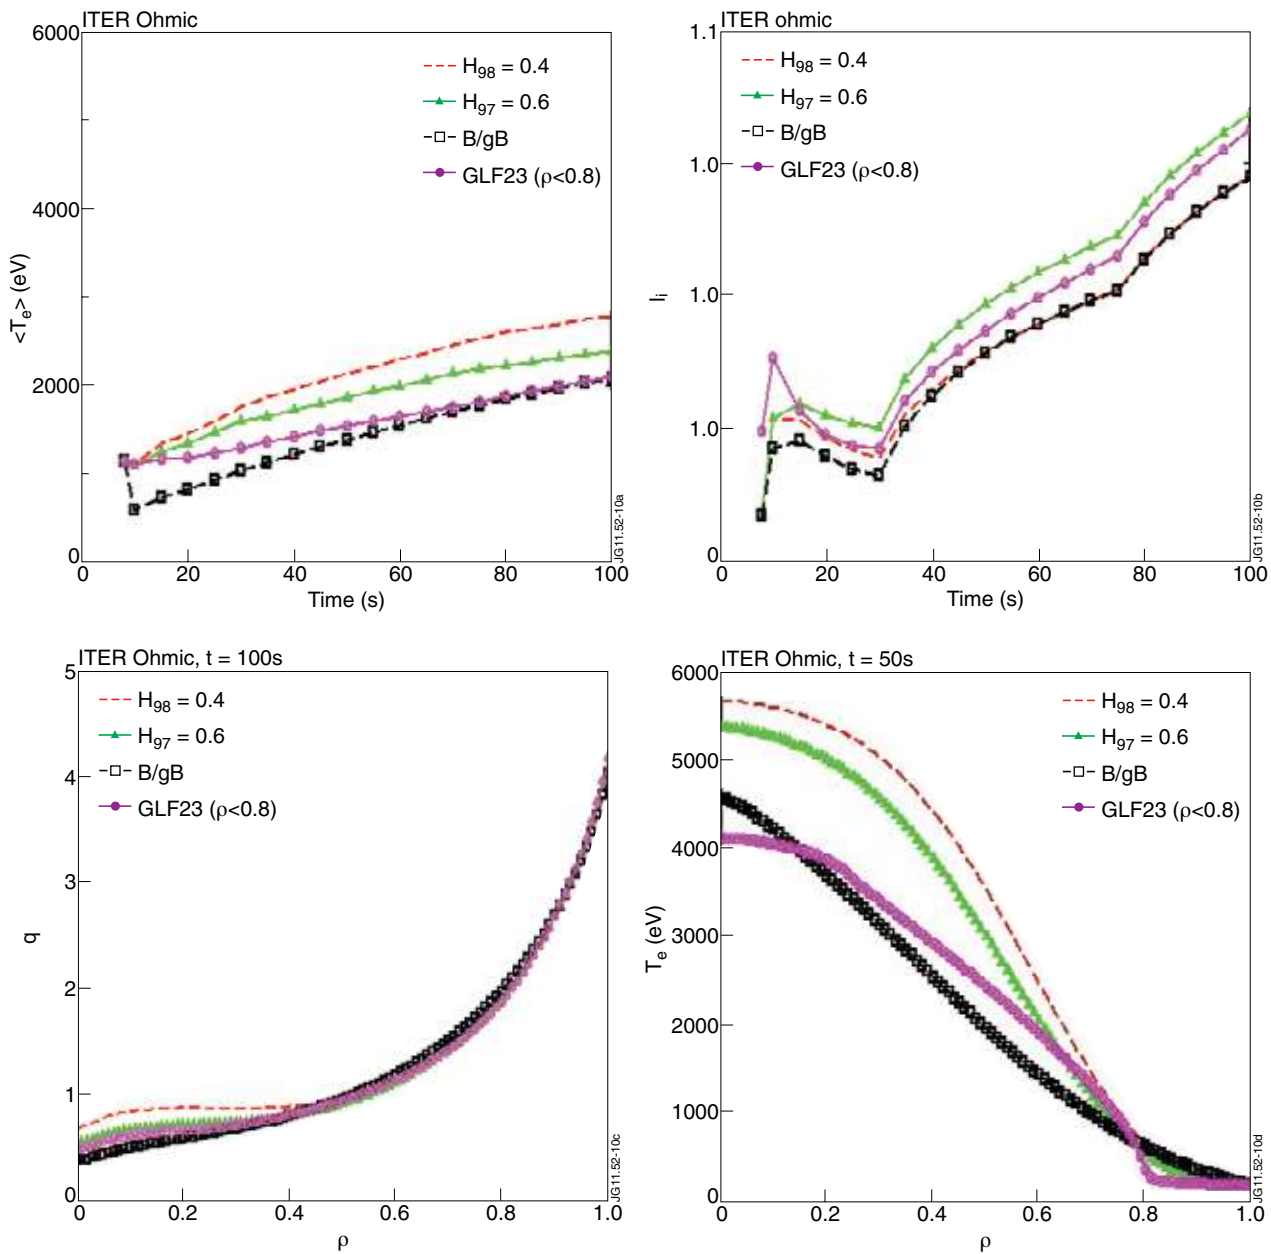 ITER Ohmic
6000
4000
2000
0
<Te> (eV)
H98 = 0.4
H97 = 0.6
B/gB
GLF23 (ρ<0.8)
0 20 40 60 80 100
Time (s)
JG11.52-10a
ITER ohmic
1.1
1.0
1.0
1.0
0
li
H98 = 0.4
H97 = 0.6
B/gB
GLF23 (ρ<0.8)
0 20 40 60 80 100
Time (s)
JG11.52-10b
ITER Ohmic, t = 100s
5
4
3
2
1
0
q
H98 = 0.4
H97 = 0.6
B/gB
GLF23 (ρ<0.8)
0 0.2 0.4 0.6 0.8 1.0
ρ
JG11.52-10c
ITER Ohmic, t = 50s
6000
5000
4000
3000
2000
1000
0
Te (eV)
H98 = 0.4
H97 = 0.6
B/gB
GLF23 (ρ<0.8)
0 0.2 0.4 0.6 0.8 1.0
ρ
JG11.52-10d